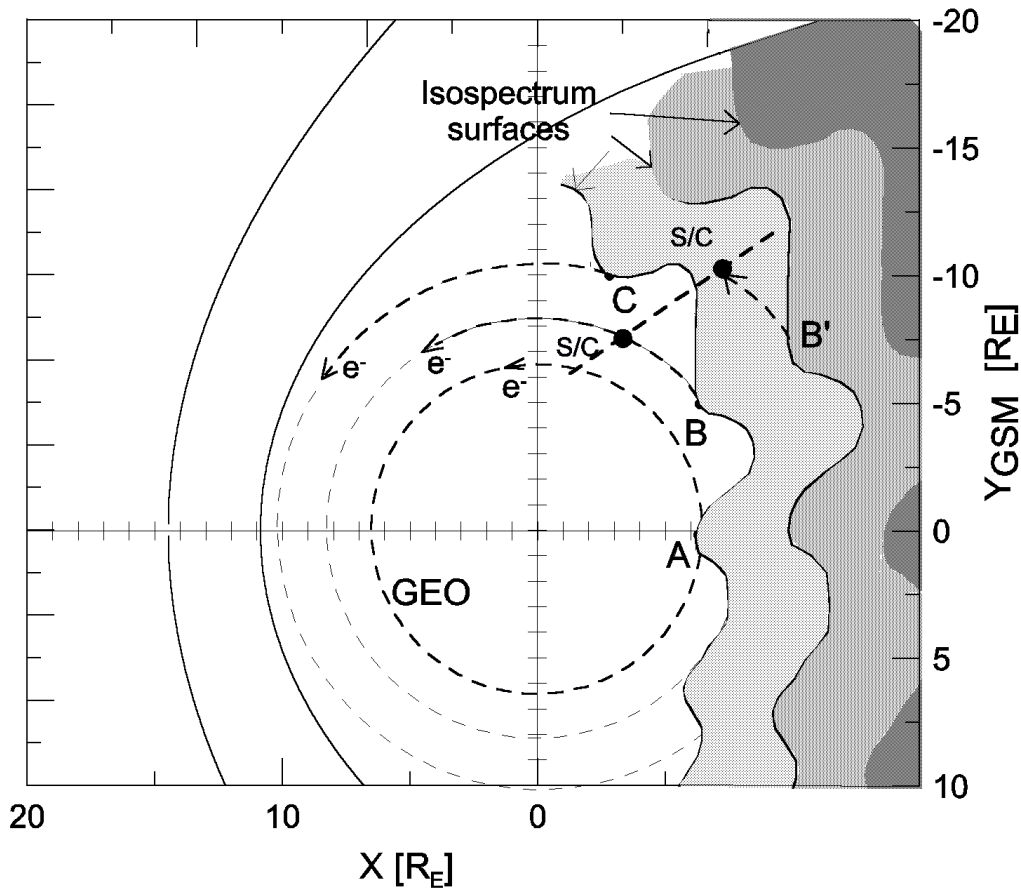 -20
Isospectrum
surfaces
-15
S/C
-10
C
B'
e-
S/C
e-
e-
-5
B
YGSM [RE]
0
A
GEO
5
10
20
10
0
X [RE]